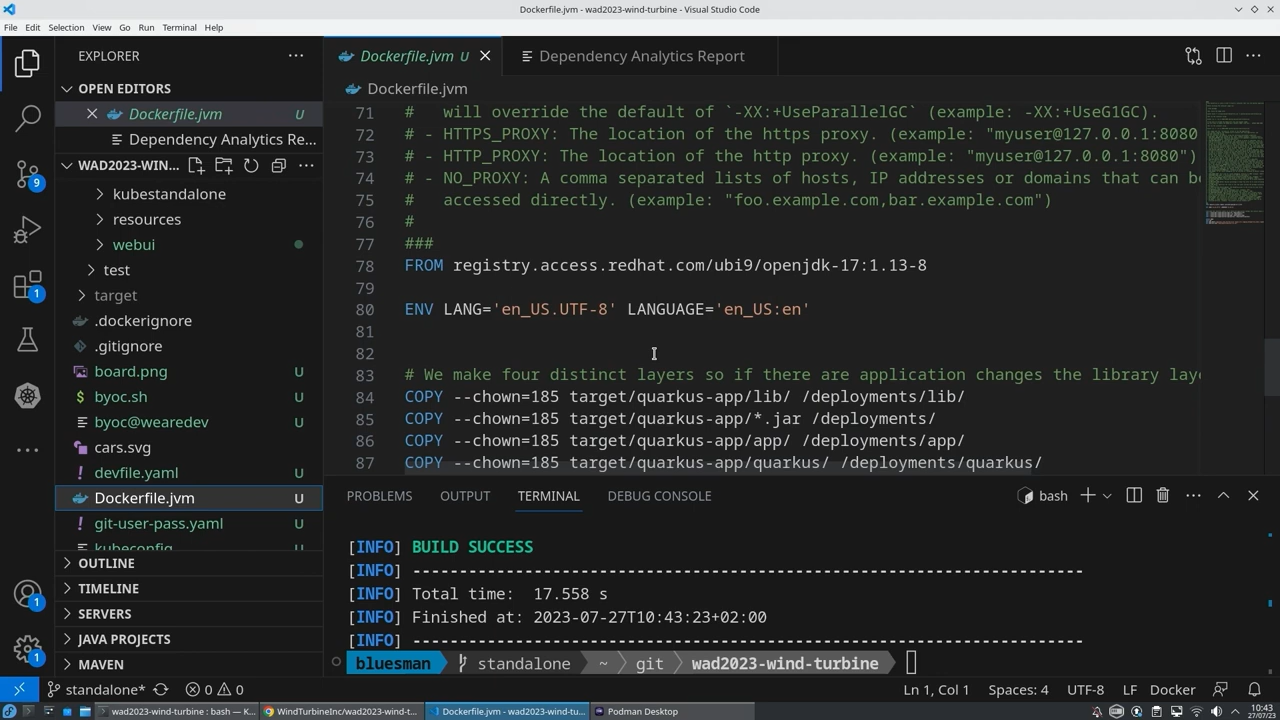 Dockerfile.jvm - wad2023-wind-turbine - Visual Studio Code
File Edit Selection View Go Run Terminal Help
EXPLORER
Dockerfile.jvm U
Dependency Analytics Report
OPEN EDITORS
Dockerfile.jvm
Dockerfile.jvm U
Dependency Analytics Re...
WAD2023-WIN...
kubestandalone
resources
webui
test
target
.dockerignore
.gitignore
board.png U
byoc.sh U
byoc@wearedev U
cars.svg
devfile.yaml U
Dockerfile.jvm U
git-user-pass.yaml U
kubeconfig U
OUTLINE
TIMELINE
SERVERS
JAVA PROJECTS
MAVEN
9
1
1
1
71 #   will override the default of `-XX:+UseParallelGC` (example: -XX:+UseG1GC).
72 # - HTTPS_PROXY: The location of the https proxy. (example: "myuser@127.0.0.1:8080
73 # - HTTP_PROXY: The location of the http proxy. (example: "myuser@127.0.0.1:8080")
74 # - NO_PROXY: A comma separated lists of hosts, IP addresses or domains that can be
75 #   accessed directly. (example: "foo.example.com,bar.example.com")
76 #
77 ###
78 FROM registry.access.redhat.com/ubi9/openjdk-17:1.13-8
79
80 ENV LANG='en_US.UTF-8' LANGUAGE='en_US:en'
81
82
83 # We make four distinct layers so if there are application changes the library laye
84 COPY --chown=185 target/quarkus-app/lib/ /deployments/lib/
85 COPY --chown=185 target/quarkus-app/*.jar /deployments/
86 COPY --chown=185 target/quarkus-app/app/ /deployments/app/
87 COPY --chown=185 target/quarkus-app/quarkus/ /deployments/quarkus/
PROBLEMS OUTPUT TERMINAL DEBUG CONSOLE bash
[INFO] BUILD SUCCESS
[INFO] ------------------------------------------------------------------------
[INFO] Total time:  17.558 s
[INFO] Finished at: 2023-07-27T10:43:23+02:00
[INFO] ------------------------------------------------------------------------
bluesman standalone ~ git wad2023-wind-turbine
standalone* 0 0 Ln 1, Col 1 Spaces: 4 UTF-8 LF Docker
wad2023-wind-turbine : bash — K...
WindTurbineInc/wad2023-wind-t...
Dockerfile.jvm - wad2023-wind-tu...
Podman Desktop
10:43
27/07/23